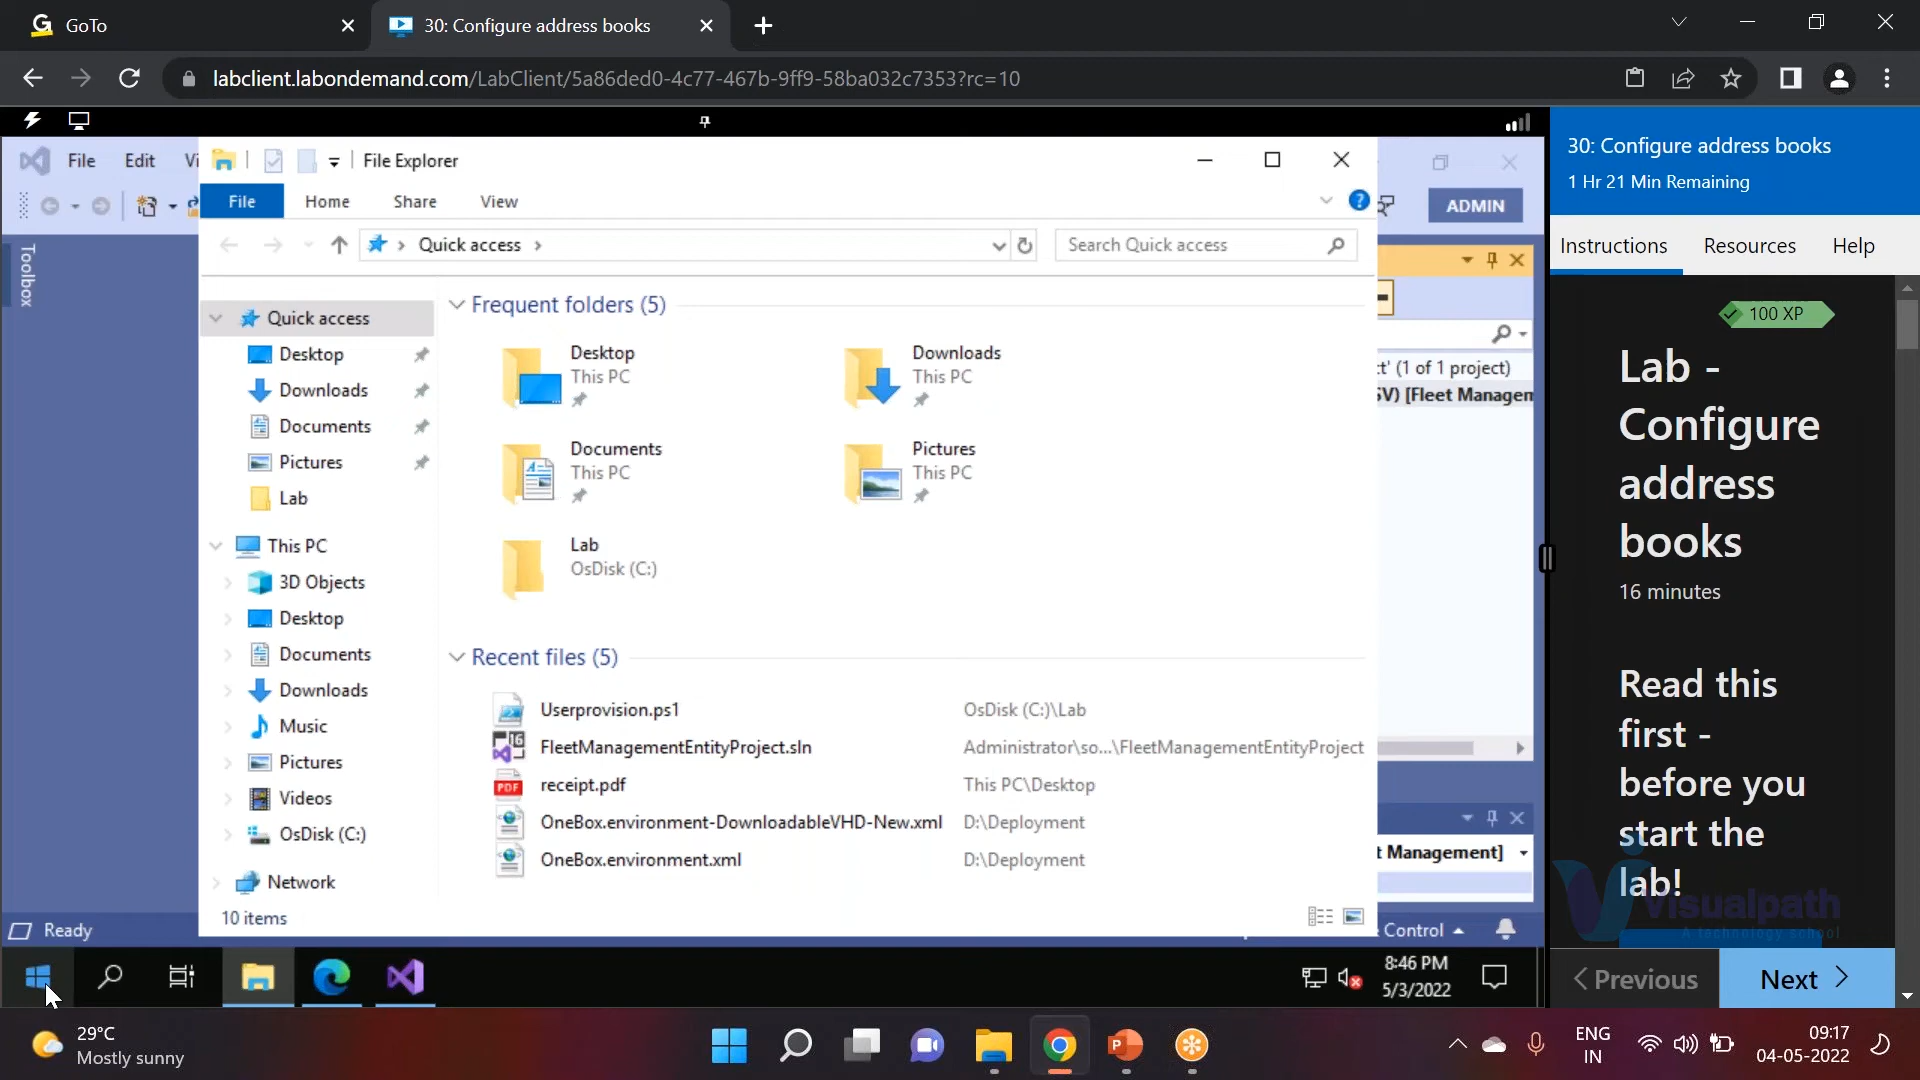 GoTo
30: Configure address books
labclient.labondemand.com/LabClient/5a86ded0-4c77-467b-9ff9-58ba032c7353?rc=10
File Edit Vi
File Explorer
File Home Share View
ADMIN
Quick access
Search Quick access
Toolbox
Quick access
Desktop
Downloads
Documents
Pictures
Lab
This PC
3D Objects
Desktop
Documents
Downloads
Music
Pictures
Videos
OsDisk (C:)
Network
10 items
Frequent folders (5)
Desktop
This PC
Downloads
This PC
Documents
This PC
Pictures
This PC
Lab
OsDisk (C:)
Recent files (5)
Userprovision.ps1 OsDisk (C:)\Lab
FleetManagementEntityProject.sln Administrator\so...\FleetManagementEntityProject
receipt.pdf This PC\Desktop
OneBox.environment-DownloadableVHD-New.xml D:\Deployment
OneBox.environment.xml D:\Deployment
ct' (1 of 1 project)
SV) [Fleet Managem
t Management]
Control
Ready
8:46 PM
5/3/2022
30: Configure address books
1 Hr 21 Min Remaining
Instructions Resources Help
100 XP
Lab -
Configure
address
books
16 minutes
Read this
first -
before you
start the
lab!
Visualpath
A technology school
Previous
Next
29°C
Mostly sunny
ENG
IN
09:17
04-05-2022